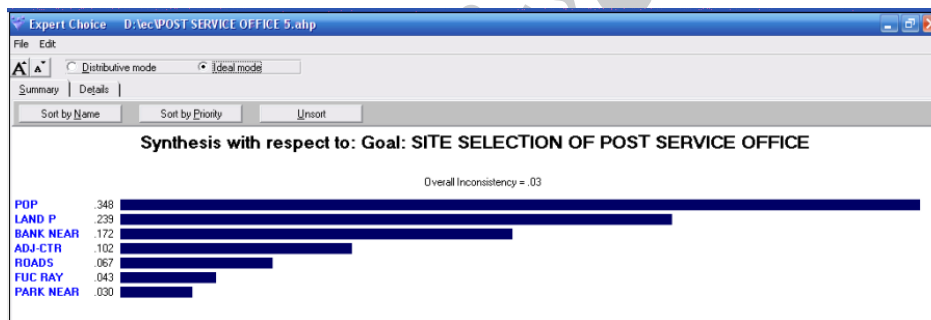 Expert Choice D:\ec\POST SERVICE OFFICE 5.ahp
File Edit
A A Distributive mode Ideal mode
Summary Details
Sort by Name Sort by Priority Unsort
Synthesis with respect to: Goal: SITE SELECTION OF POST SERVICE OFFICE
Overall Inconsistency = .03
POP .348
LAND P .239
BANK NEAR .172
ADJ-CTR .102
ROADS .067
FUC RAY .043
PARK NEAR .030